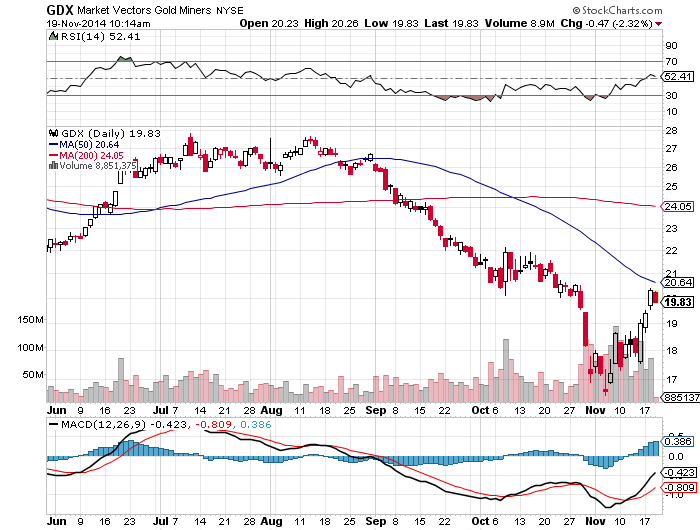 GDX Market Vectors Gold Miners NYSE © StockCharts.com
19-Nov-2014 10:14am Open 20.23 High 20.26 Low 19.83 Last 19.83 Volume 8.9M Chg -0.47 (-2.32%)
RSI(14) 52.41
90
70
52.41
30
10
GDX (Daily) 19.83
MA(50) 20.64
MA(200) 24.05
Volume 8,851,375
28
27
26
25
24.05
23
22
21
20.64
19.83
19
18
17
150M
100M
50M
885137
Jun 9 16 23 Jul 7 14 21 28 Aug 11 18 25 Sep 8 15 22 Oct 6 13 20 27 Nov 10 17
MACD(12,26,9) -0.423, -0.809, 0.386
0.5
0.386
0.0
-0.423
-0.809
-1.0
Jun 9 16 23 Jul 7 14 21 28 Aug 11 18 25 Sep 8 15 22 Oct 6 13 20 27 Nov 10 17